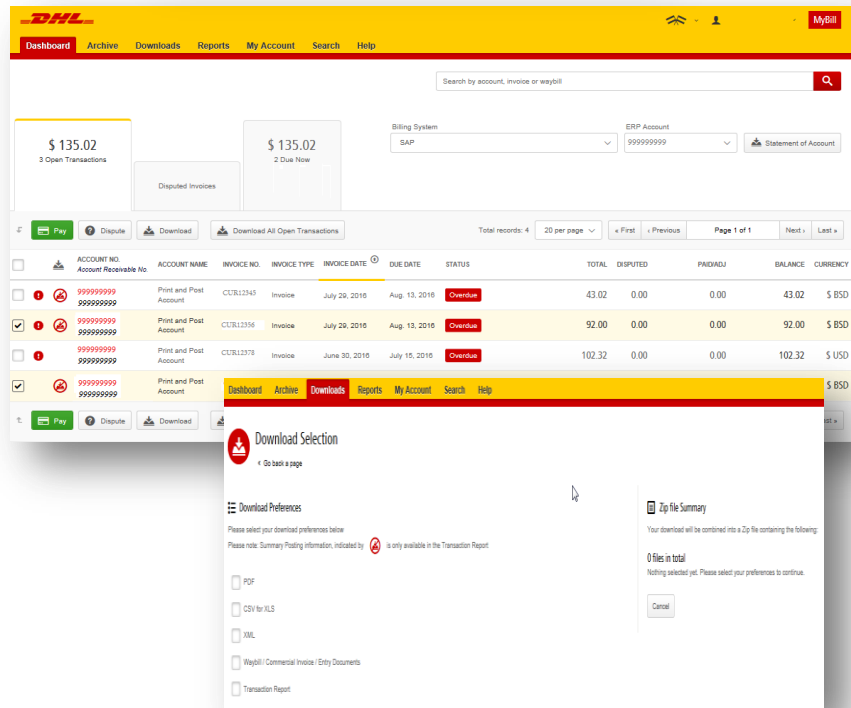 DHL
MyBill
Dashboard Archive Downloads Reports My Account Search Help
Search by account, invoice or waybill
$ 135.02
3 Open Transactions
Disputed Invoices
$ 135.02
2 Due Now
Billing System
SAP
ERP Account
999999999
Statement of Account
Pay Dispute Download Download All Open Transactions Total records: 4 20 per page « First ‹ Previous Page 1 of 1 Next › Last »
ACCOUNT NO. ACCOUNT NAME INVOICE NO. INVOICE TYPE INVOICE DATE DUE DATE STATUS TOTAL DISPUTED PAID/ADJ BALANCE CURRENCY
Account Receivable No.
999999999 Print and Post Account CUR12345 Invoice July 29, 2016 Aug. 13, 2016 Overdue 43.02 0.00 0.00 43.02 $ BSD
999999999
999999999 Print and Post Account CUR12356 Invoice July 29, 2016 Aug. 13, 2016 Overdue 92.00 0.00 0.00 92.00 $ BSD
999999999
999999999 Print and Post Account CUR12378 Invoice June 30, 2016 July 15, 2016 Overdue 102.32 0.00 0.00 102.32 $ USD
999999999
999999999 Print and Post Account $ BSD
999999999
Pay Dispute Download
Dashboard Archive Downloads Reports My Account Search Help
Download Selection
‹ Go back a page
Download Preferences
Please select your download preferences below
Please note: Summary Posting information, indicated by is only available in the Transaction Report
PDF
CSV for XLS
XML
Waybill / Commercial Invoice / Entry Documents
Transaction Report
Zip file Summary
Your download will be combined into a Zip file containing the following:
0 files in total
Nothing selected yet. Please select your preferences to continue.
Cancel